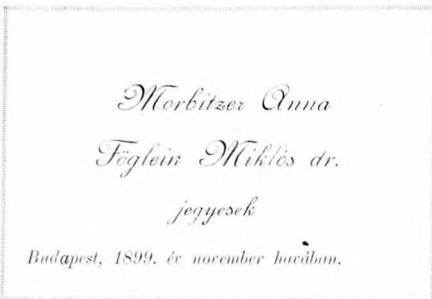 Morbitzer Anna
Föglein Miklós dr.
jegyesek
Budapest, 1899. év november havában.